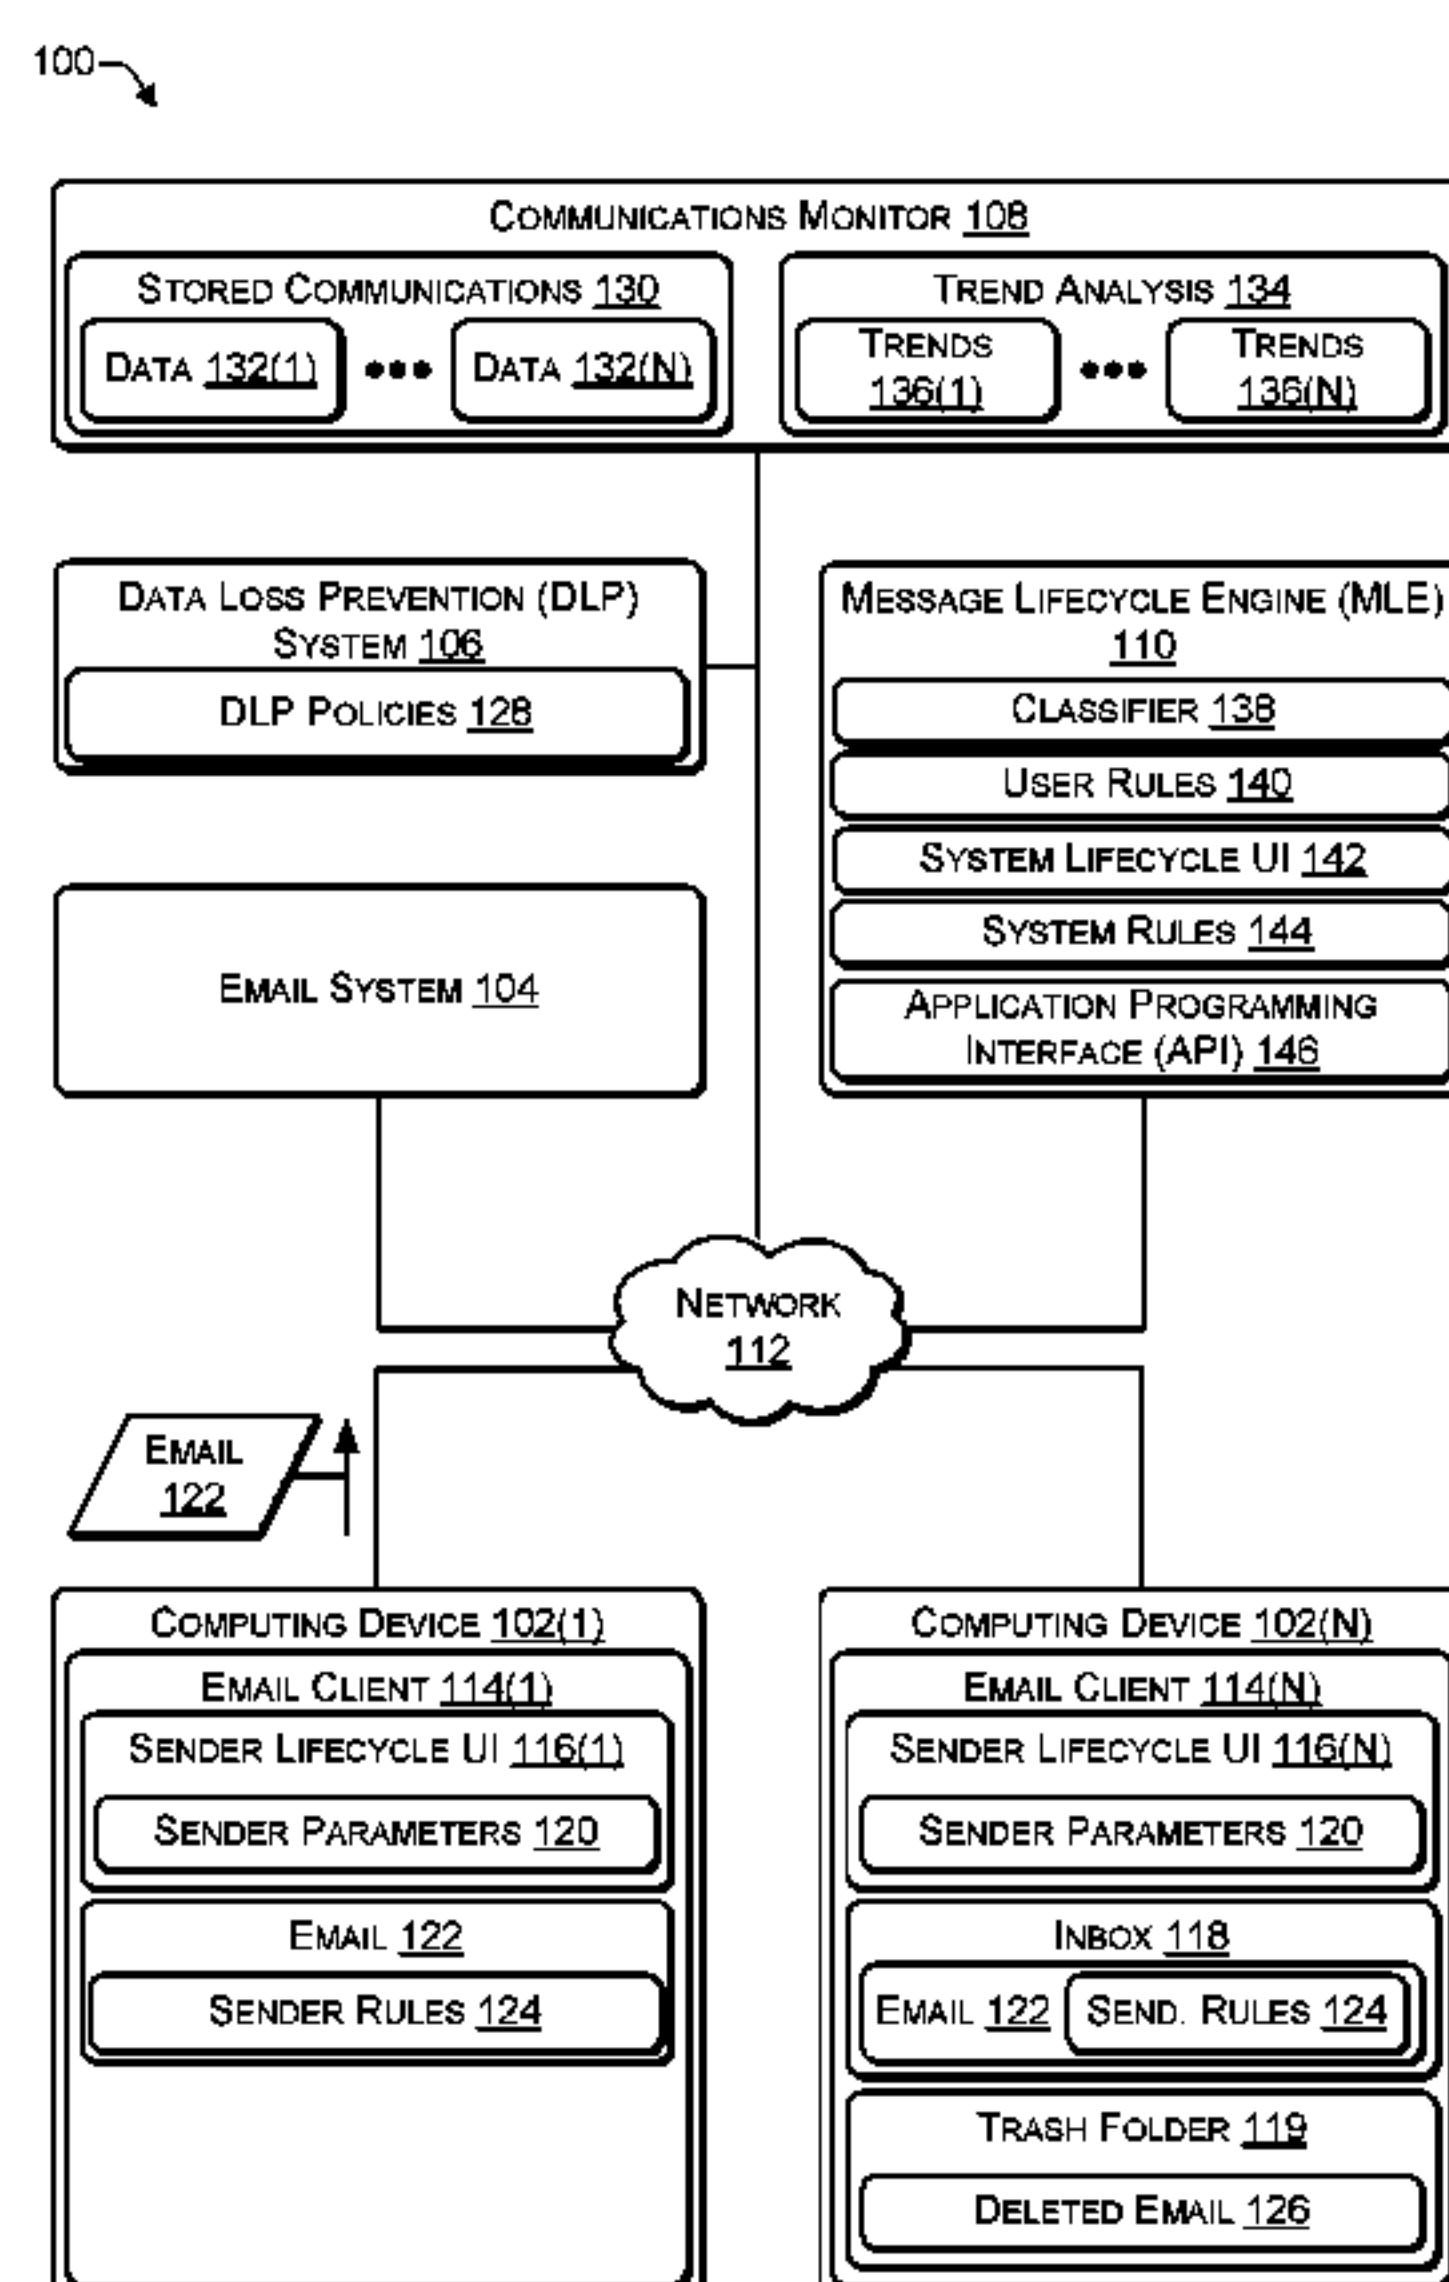 100
COMMUNICATIONS MONITOR 108
STORED COMMUNICATIONS 130
DATA 132(1) ●●● DATA 132(N)
TREND ANALYSIS 134
TRENDS
136(1)
●●●
TRENDS
136(N)
DATA LOSS PREVENTION (DLP)
SYSTEM 106
DLP POLICIES 128
MESSAGE LIFECYCLE ENGINE (MLE)
110
CLASSIFIER 138
USER RULES 140
SYSTEM LIFECYCLE UI 142
SYSTEM RULES 144
APPLICATION PROGRAMMING
INTERFACE (API) 146
EMAIL SYSTEM 104
NETWORK
112
EMAIL
122
COMPUTING DEVICE 102(1)
EMAIL CLIENT 114(1)
SENDER LIFECYCLE UI 116(1)
SENDER PARAMETERS 120
EMAIL 122
SENDER RULES 124
COMPUTING DEVICE 102(N)
EMAIL CLIENT 114(N)
SENDER LIFECYCLE UI 116(N)
SENDER PARAMETERS 120
INBOX 118
EMAIL 122 SEND. RULES 124
TRASH FOLDER 119
DELETED EMAIL 126